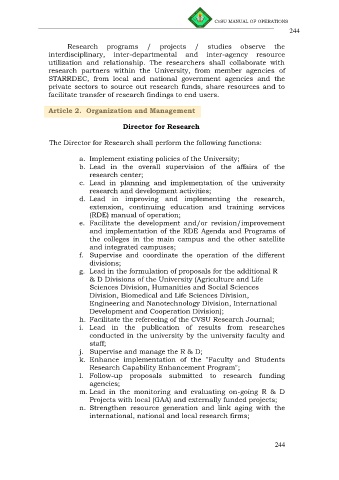 CvSU MANUAL OF OPERATIONS
244
Research programs / projects / studies observe the
interdisciplinary, inter-departmental and inter-agency resource
utilization and relationship. The researchers shall collaborate with
research partners within the University, from member agencies of
STARRDEC, from local and national government agencies and the
private sectors to source out research funds, share resources and to
facilitate transfer of research findings to end users.
Article 2. Organization and Management
Director for Research
The Director for Research shall perform the following functions:
a. Implement existing policies of the University;
b. Lead in the overall supervision of the affairs of the
research center;
c. Lead in planning and implementation of the university
research and development activities;
d. Lead in improving and implementing the research,
extension, continuing education and training services
(RDE) manual of operation;
e. Facilitate the development and/or revision/improvement
and implementation of the RDE Agenda and Programs of
the colleges in the main campus and the other satellite
and integrated campuses;
f. Supervise and coordinate the operation of the different
divisions;
g. Lead in the formulation of proposals for the additional R
& D Divisions of the University (Agriculture and Life
Sciences Division, Humanities and Social Sciences
Division, Biomedical and Life Sciences Division,
Engineering and Nanotechnology Division, International
Development and Cooperation Division);
h. Facilitate the refereeing of the CVSU Research Journal;
i. Lead in the publication of results from researches
conducted in the university by the university faculty and
staff;
j. Supervise and manage the R & D;
k. Enhance implementation of the "Faculty and Students
Research Capability Enhancement Program";
l. Follow-up proposals submitted to research funding
agencies;
m. Lead in the monitoring and evaluating on-going R & D
Projects with local (GAA) and externally funded projects;
n. Strengthen resource generation and link aging with the
international, national and local research firms;
244